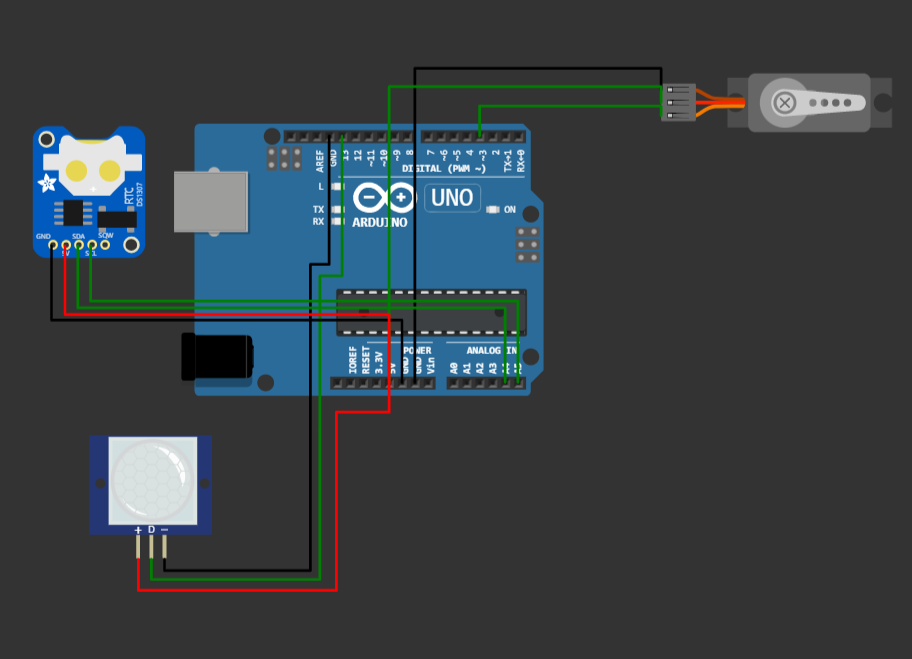 RTC
DS1307
GND
SDA
SQW
5V
SCL
AREF
GND
13
12
~11
~10
~9
8
7
~6
~5
4
~3
2
TX→1
RX←0
DIGITAL (PWM ~)
L
TX
RX
ARDUINO
UNO
ON
IOREF
RESET
3.3V
5V
GND
GND
Vin
POWER
ANALOG IN
A0
A1
A2
A3
A4
A5
+ D −